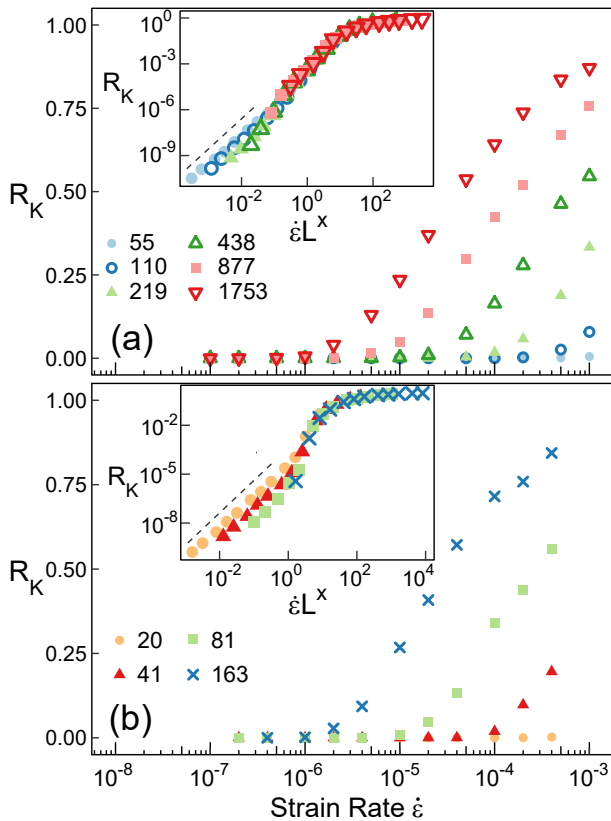 1.00
0.75
0.50
0.25
0.00
R_K
10^0
10^-3
10^-6
10^-9
R_K
10^-2 10^0 10^2
ε̇L^x
55 438
110 877
219 1753
(a)
1.00
0.75
0.50
0.25
0.00
R_K
10^-2
10^-5
10^-8
R_K
10^-2 10^0 10^2 10^4
ε̇L^x
20 81
41 163
(b)
10^-8 10^-7 10^-6 10^-5 10^-4 10^-3
Strain Rate ε̇